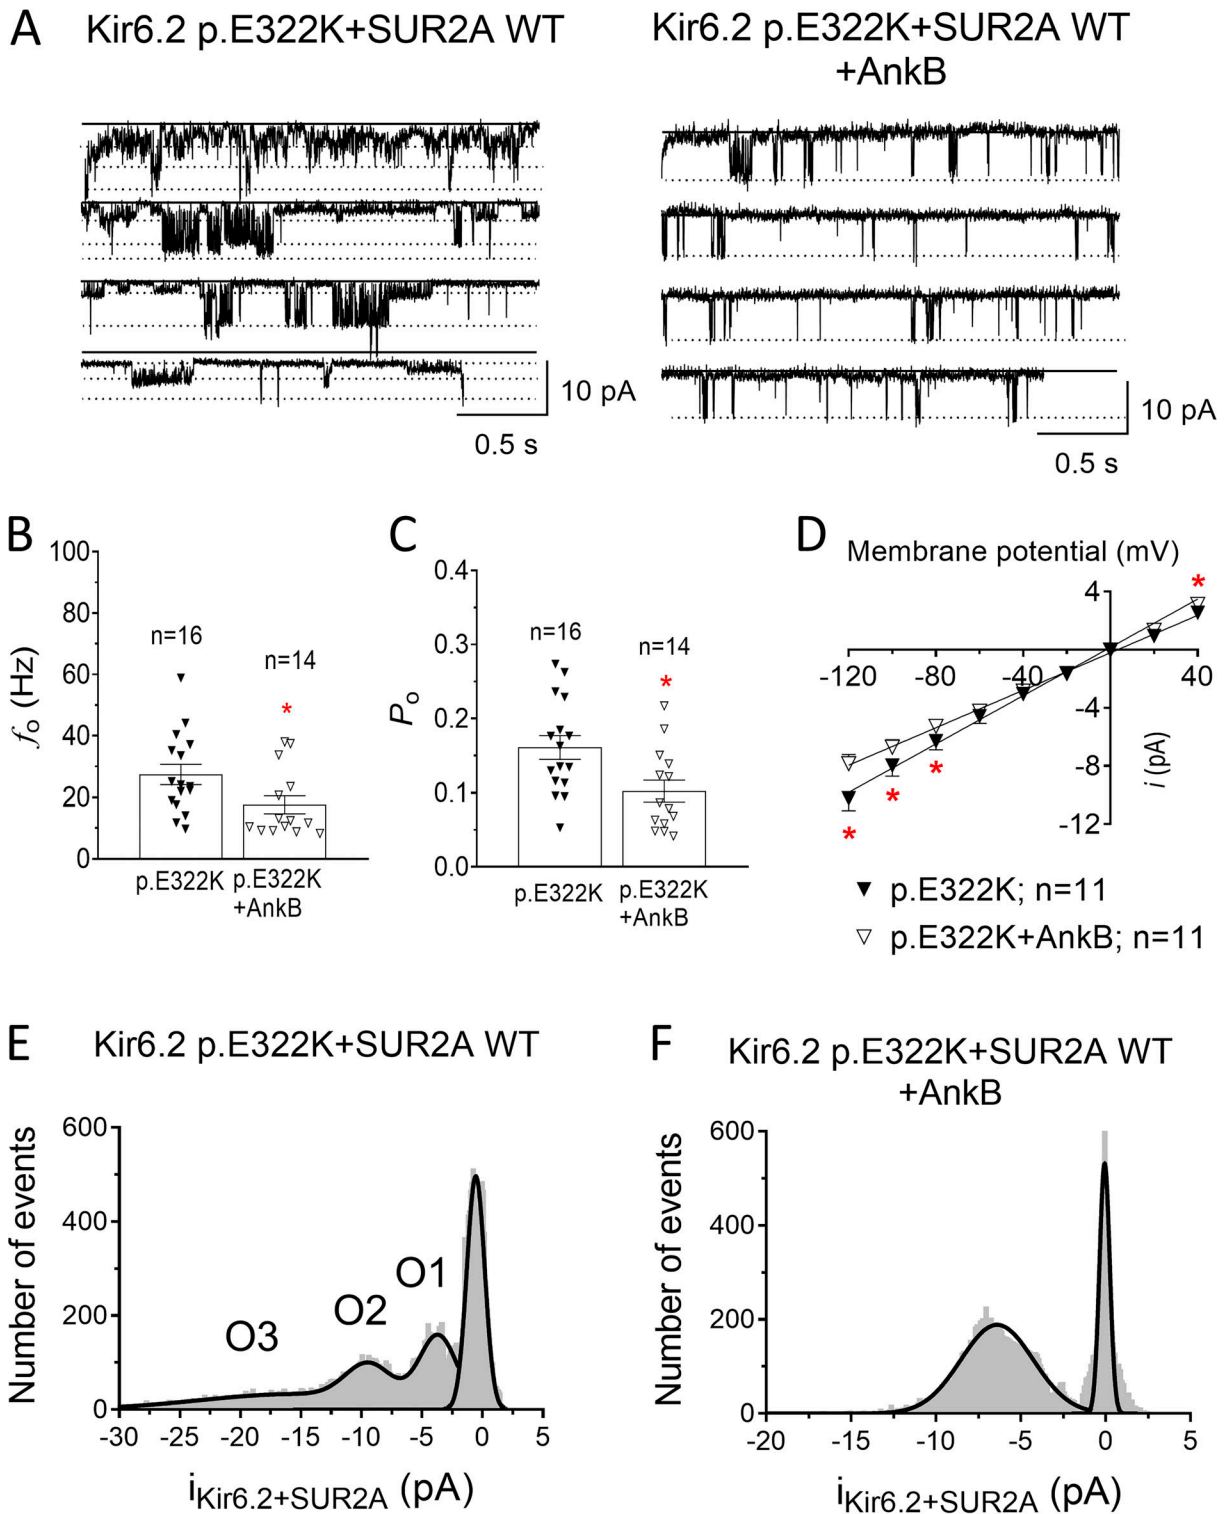 A
Kir6.2 p.E322K+SUR2A WT
Kir6.2 p.E322K+SUR2A WT
+AnkB
10 pA
0.5 s
10 pA
0.5 s
B
100
80
60
40
20
0
fo (Hz)
n=16
n=14
*
p.E322K
p.E322K
+AnkB
C
0.4
0.3
0.2
0.1
0.0
Po
n=16
n=14
*
p.E322K
p.E322K
+AnkB
D
Membrane potential (mV)
*
4
-120
-80
-40
40
-4
-8
-12
i (pA)
*
*
*
p.E322K; n=11
p.E322K+AnkB; n=11
E
Kir6.2 p.E322K+SUR2A WT
Number of events
600
400
200
0
O3
O2
O1
-30
-25
-20
-15
-10
-5
0
5
iKir6.2+SUR2A (pA)
F
Kir6.2 p.E322K+SUR2A WT
+AnkB
Number of events
600
400
200
0
-20
-15
-10
-5
0
5
iKir6.2+SUR2A (pA)